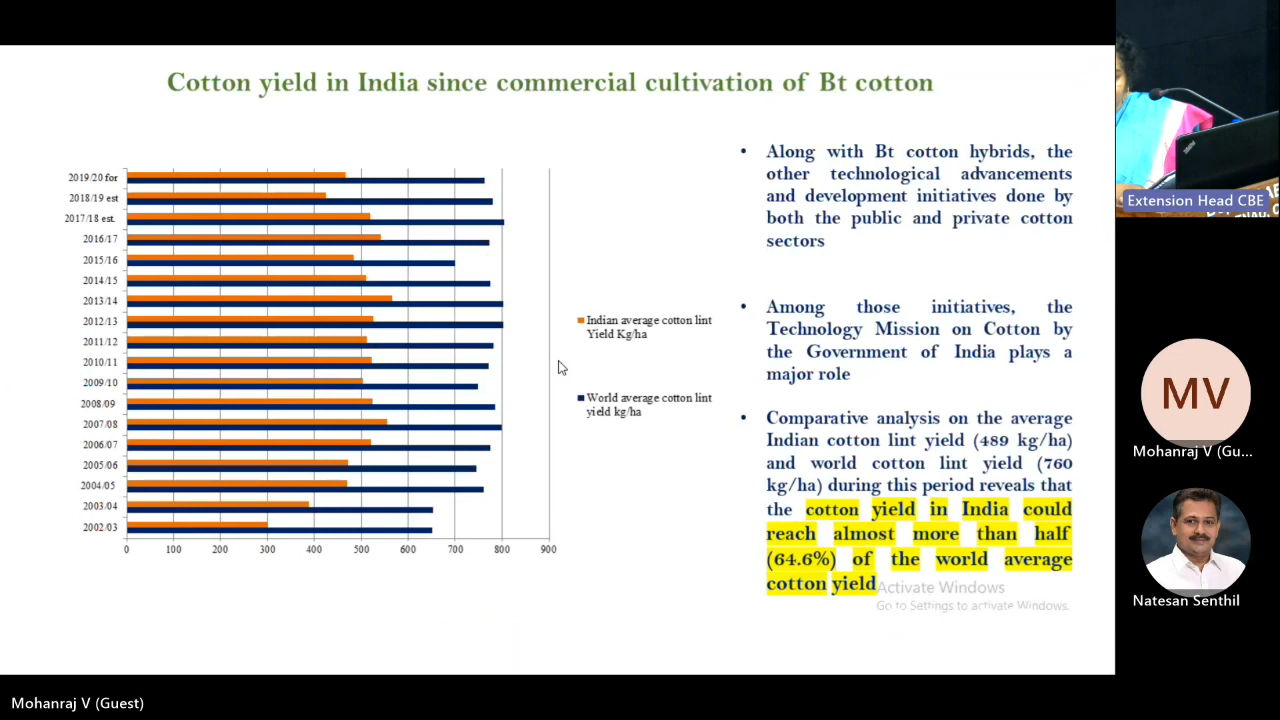 Cotton yield in India since commercial cultivation of Bt cotton
2019/20 for
2018/19 est
2017/18 est.
2016/17
2015/16
2014/15
2013/14
2012/13
2011/12
2010/11
2009/10
2008/09
2007/08
2006/07
2005/06
2004/05
2003/04
2002/03
0 100 200 300 400 500 600 700 800 900
Indian average cotton lint
Yield Kg/ha
World average cotton lint
yield kg/ha
• Along with Bt cotton hybrids, the
other technological advancements
and development initiatives done by
both the public and private cotton
sectors
• Among those initiatives, the
Technology Mission on Cotton by
the Government of India plays a
major role
• Comparative analysis on the average
Indian cotton lint yield (489 kg/ha)
and world cotton lint yield (760
kg/ha) during this period reveals that
the cotton yield in India could
reach almost more than half
(64.6%) of the world average
cotton yield
Activate Windows
Go to Settings to activate Windows.
Extension Head CBE
MV
Mohanraj V (Gu...
Natesan Senthil
Mohanraj V (Guest)